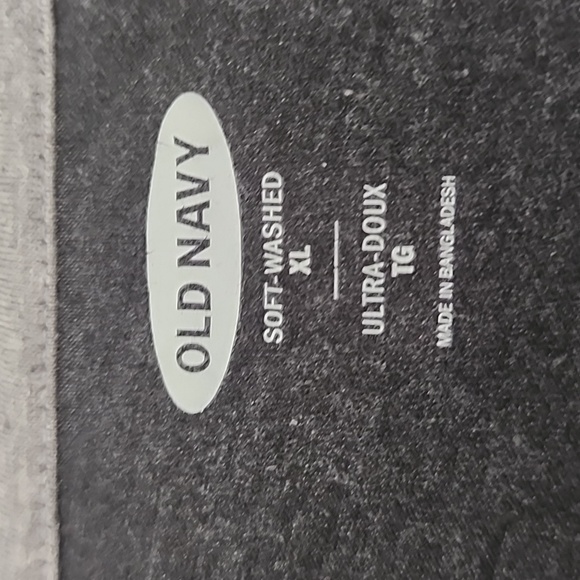 OLD NAVY
SOFT-WASHED
XL
ULTRA-DOUX
TG
MADE IN BANGLADESH